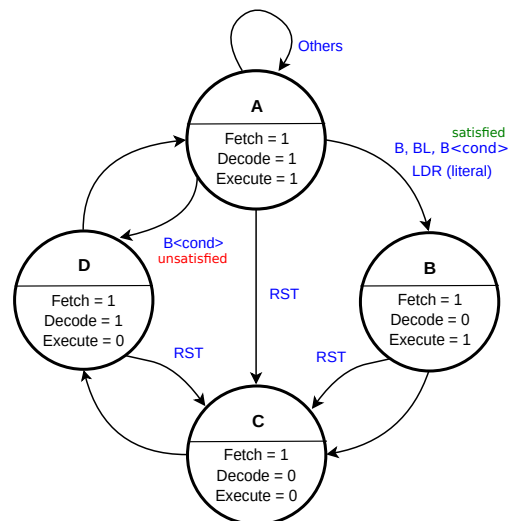 Others
A
Fetch = 1
Decode = 1
Execute = 1
satisfied
B, BL, B<cond>
LDR (literal)
B<cond>
unsatisfied
D
Fetch = 1
Decode = 1
Execute = 0
B
Fetch = 1
Decode = 0
Execute = 1
RST
RST
RST
C
Fetch = 1
Decode = 0
Execute = 0